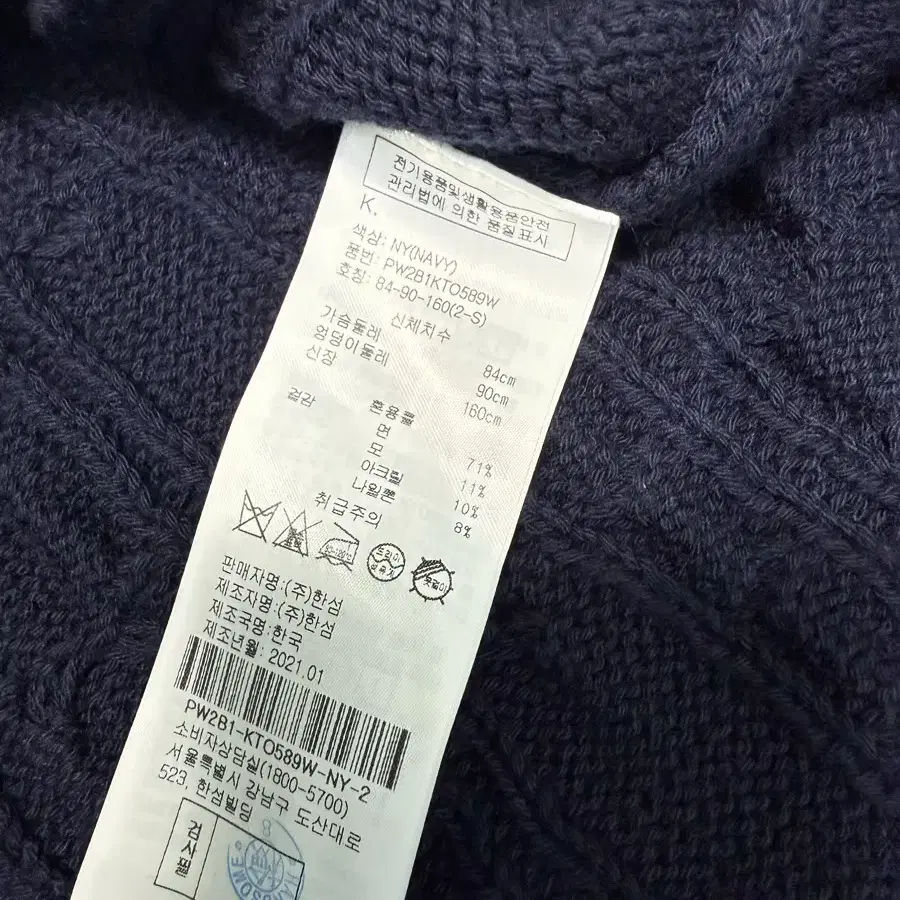 전기용품및생활용품안전
관리법에 의한 품질표시
K.
색상: NY(NAVY)
품번: PW2B1KTO589W
호칭: 84-90-160(2-S)
신체치수
가슴둘레 84cm
엉덩이둘레 90cm
신장 160cm
겉감 혼용률
면 71%
모 11%
아크릴 10%
나일론 8%
취급주의
드라이
판매자명:(주)한섬
제조자명:(주)한섬
제조국명:한국
제조년월: 2021.01
PW2B1-KTO589W-NY-2
소비자상담실(1800-5700)
서울특별시 강남구 도산대로
523, 한섬빌딩
검사필
8